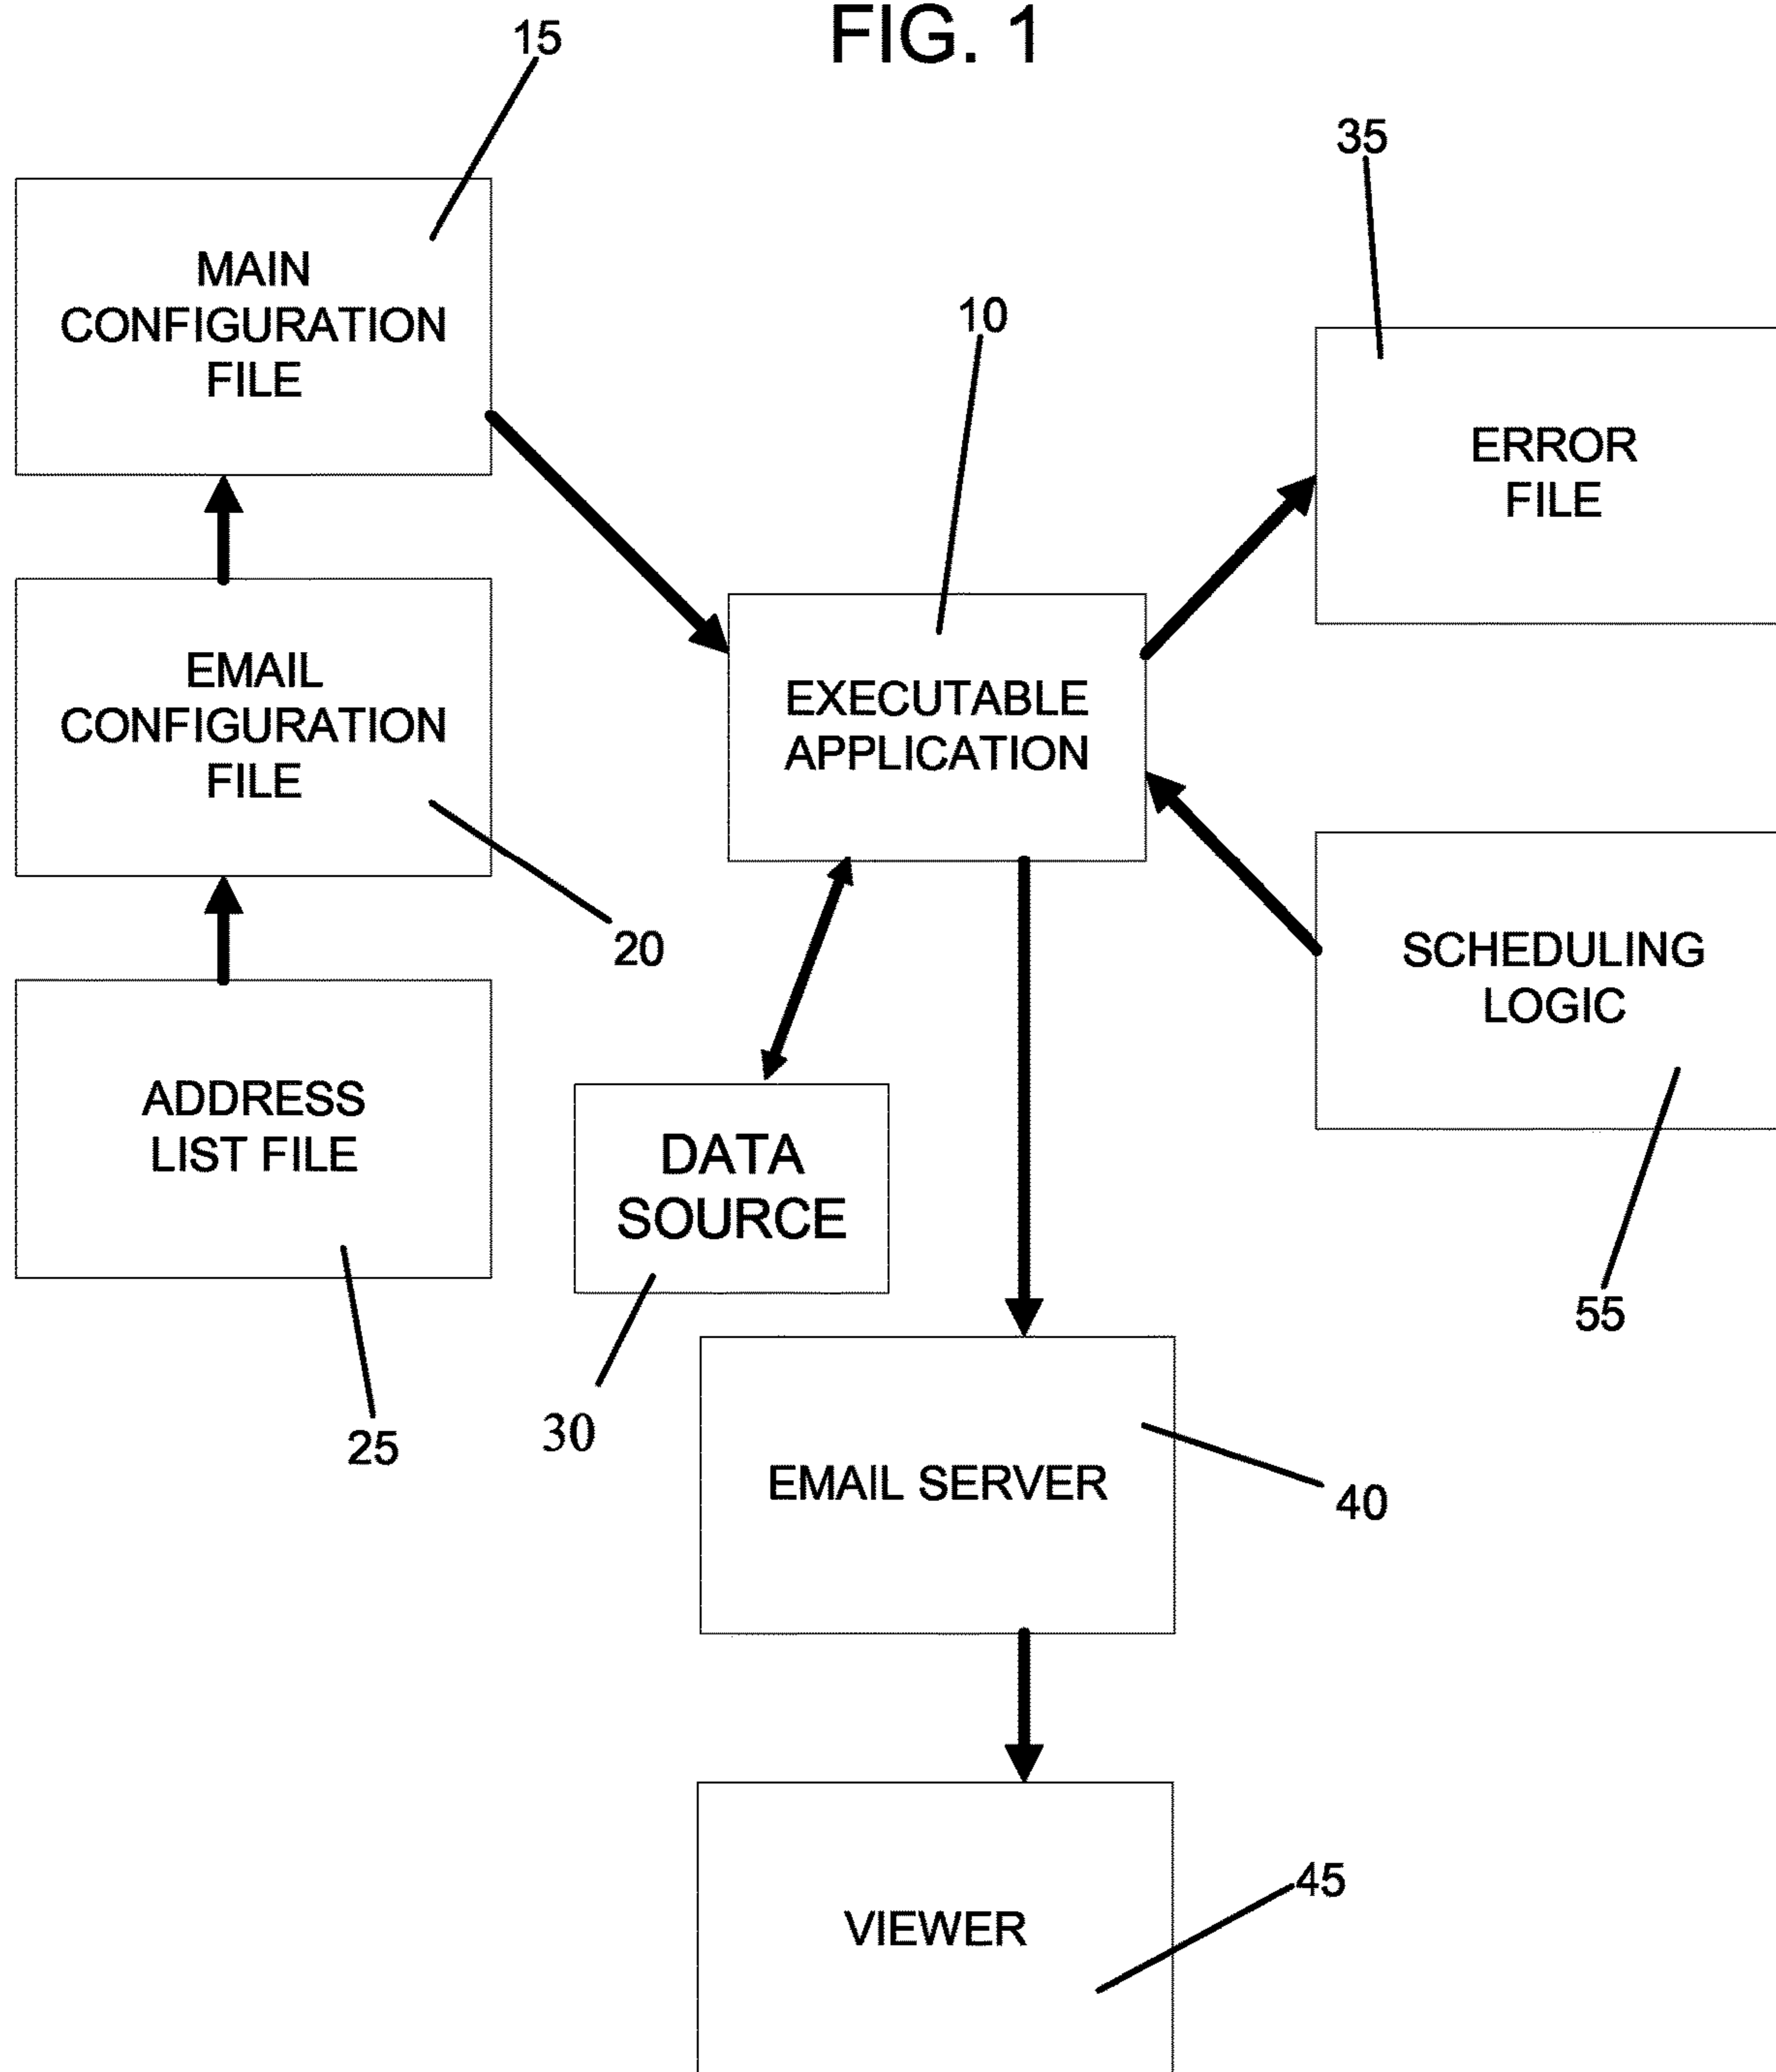 FIG. 1
15
35
MAIN
CONFIGURATION
FILE
10
ERROR
FILE
EMAIL
CONFIGURATION
FILE
20
EXECUTABLE
APPLICATION
SCHEDULING
LOGIC
55
ADDRESS
LIST FILE
25
DATA
SOURCE
30
EMAIL SERVER
40
VIEWER
45